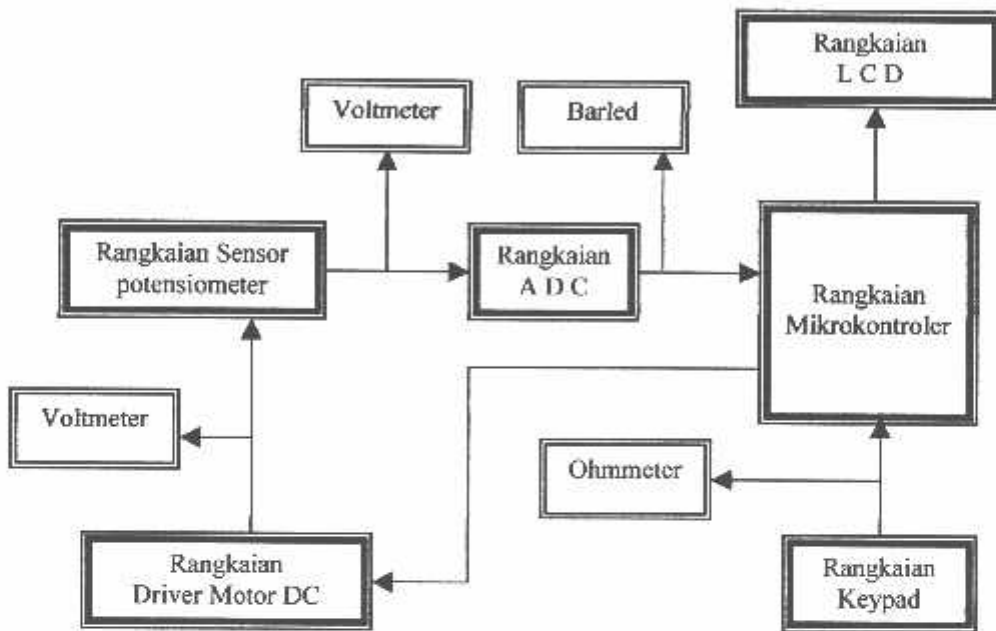 Rangkaian
L C D
Voltmeter
Barled
Rangkaian Sensor
potensiometer
Rangkaian
A D C
Rangkaian
Mikrokontroler
Voltmeter
Ohmmeter
Rangkaian
Driver Motor DC
Rangkaian
Keypad